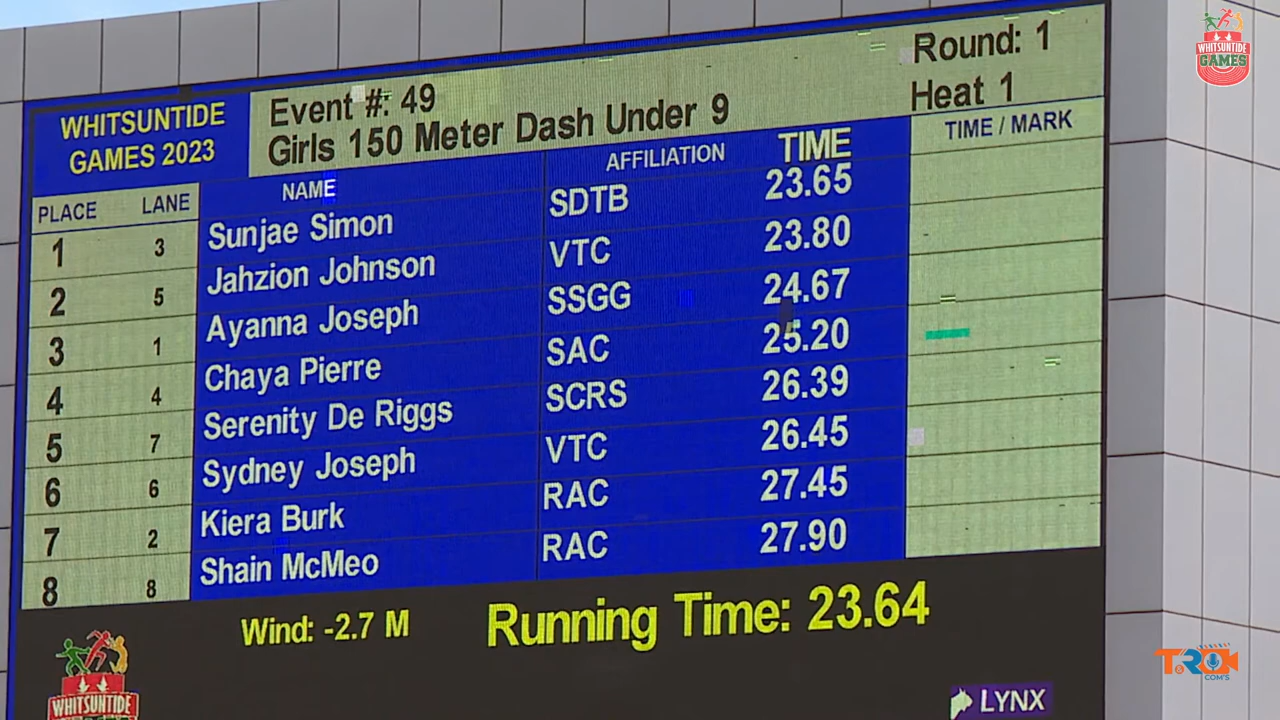 WHITSUNTIDE
GAMES 2023
Event #: 49
Girls 150 Meter Dash Under 9
Round: 1
Heat 1
PLACE LANE NAME AFFILIATION TIME TIME / MARK
1 3 Sunjae Simon SDTB 23.65
2 5 Jahzion Johnson VTC 23.80
3 1 Ayanna Joseph SSGG 24.67
4 4 Chaya Pierre SAC 25.20
5 7 Serenity De Riggs SCRS 26.39
6 6 Sydney Joseph VTC 26.45
7 2 Kiera Burk RAC 27.45
8 8 Shain McMeo RAC 27.90
Wind: -2.7 M Running Time: 23.64
WHITSUNTIDE
LYNX
WHITSUNTIDE
GAMES
T&RO
COM'S